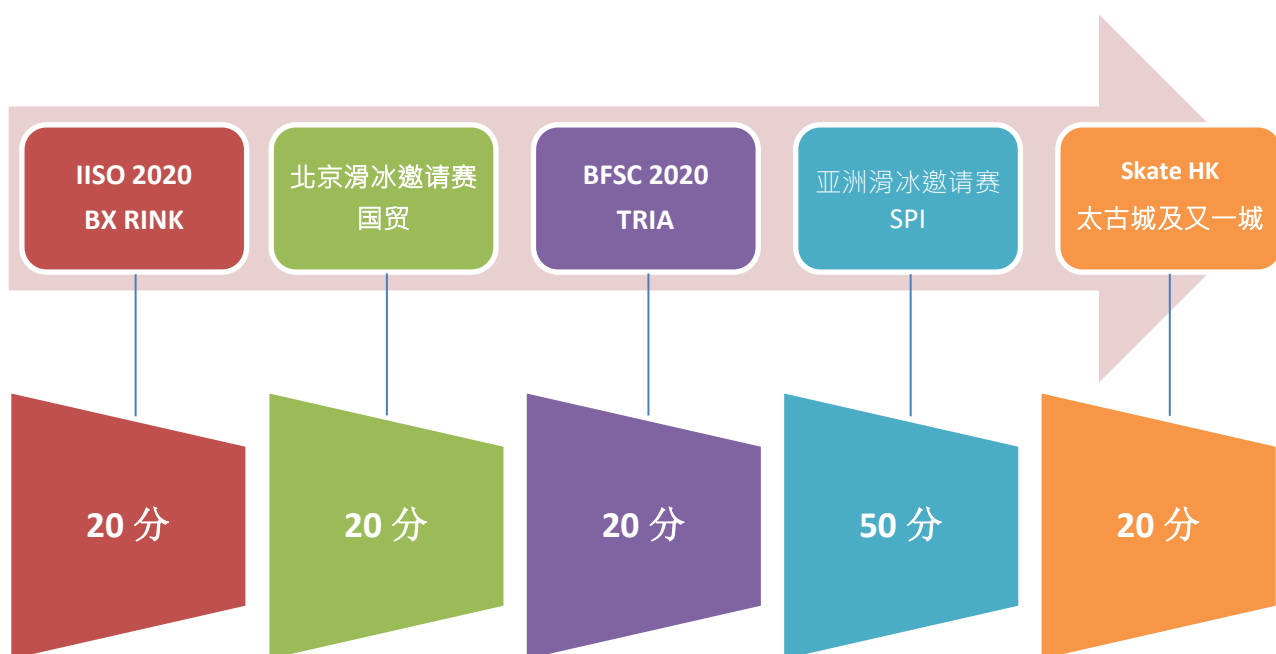 IISO 2020
BX RINK
北京滑冰邀请赛
国贸
BFSC 2020
TRIA
亚洲滑冰邀请赛
SPI
Skate HK
太古城及又一城
20 分
20 分
20 分
50 分
20 分